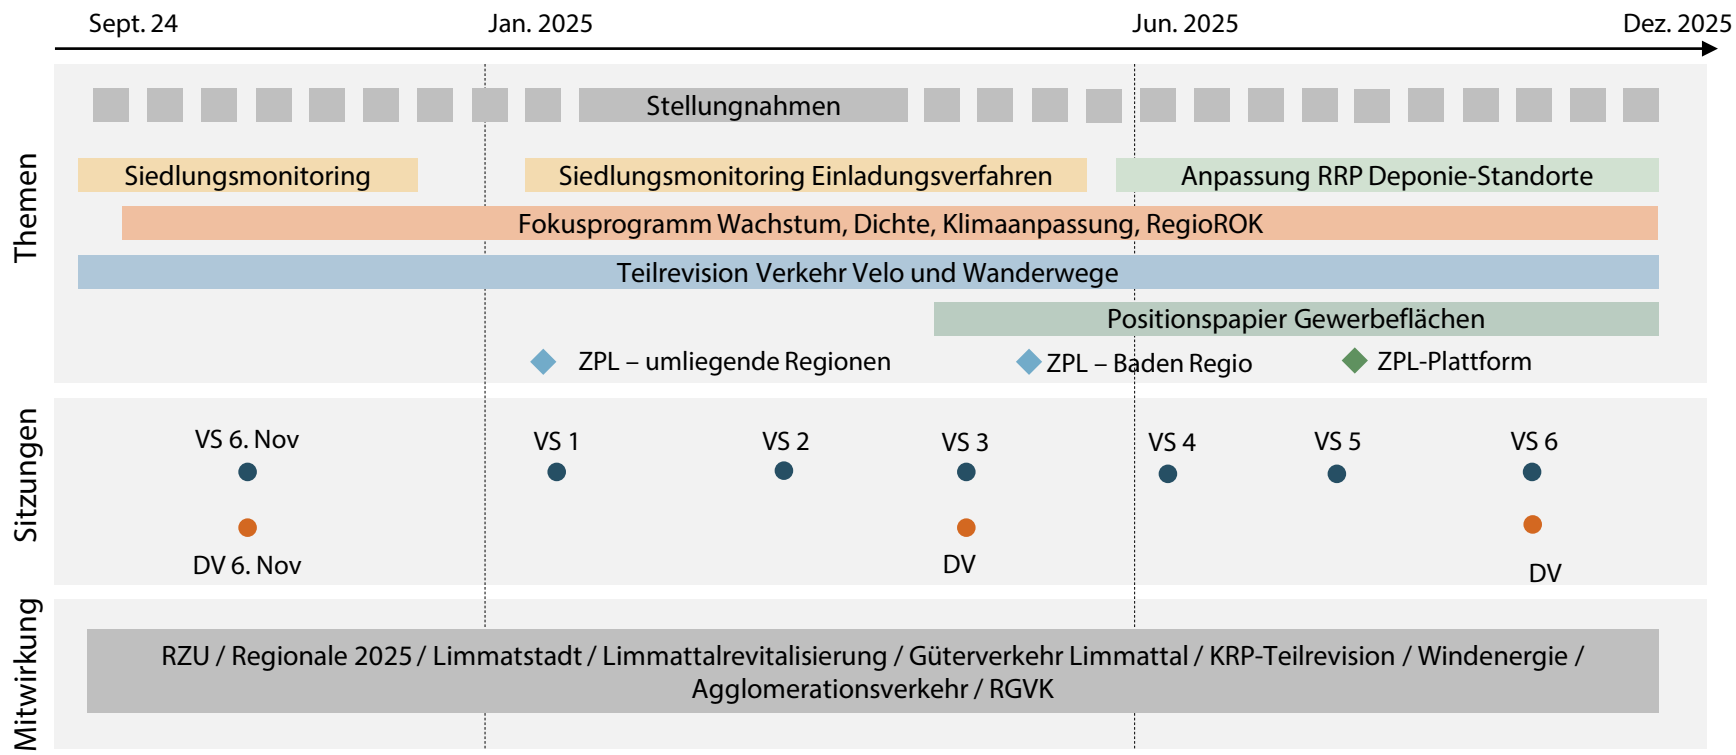 Sept. 24
Jan. 2025
Jun. 2025
Dez. 2025
Themen
Stellungnahmen
Siedlungsmonitoring
Siedlungsmonitoring Einladungsverfahren
Anpassung RRP Deponie-Standorte
Fokusprogramm Wachstum, Dichte, Klimaanpassung, RegioROK
Teilrevision Verkehr Velo und Wanderwege
Positionspapier Gewerbeflächen
ZPL – umliegende Regionen
ZPL – Baden Regio
ZPL-Plattform
Sitzungen
VS 6. Nov
VS 1
VS 2
VS 3
VS 4
VS 5
VS 6
DV 6. Nov
DV
DV
Mitwirkung
RZU / Regionale 2025 / Limmatstadt / Limmattalrevitalisierung / Güterverkehr Limmattal / KRP-Teilrevision / Windenergie /
Agglomerationsverkehr / RGVK